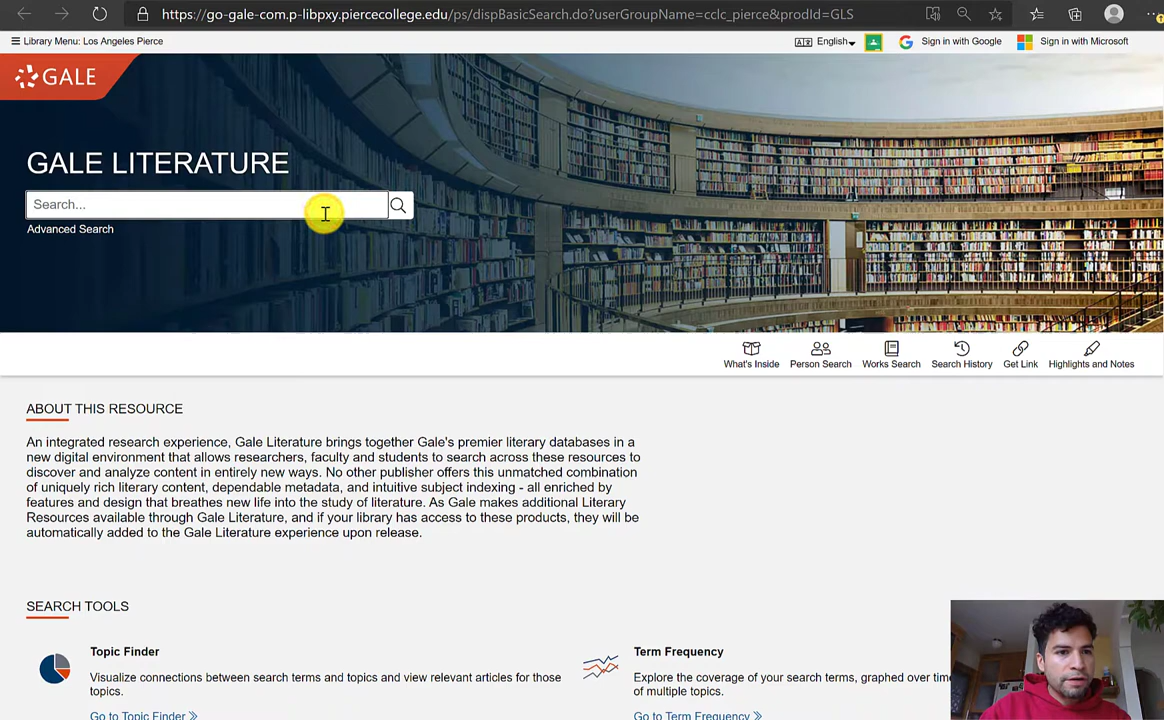 https://go-gale-com.p-libpxy.piercecollege.edu/ps/dispBasicSearch.do?userGroupName=cclc_pierce&prodId=GLS
☰ Library Menu: Los Angeles Pierce
English
Sign in with Google
Sign in with Microsoft
GALE
GALE LITERATURE
Search...
Advanced Search
What's Inside
Person Search
Works Search
Search History
Get Link
Highlights and Notes
ABOUT THIS RESOURCE
An integrated research experience, Gale Literature brings together Gale's premier literary databases in a
new digital environment that allows researchers, faculty and students to search across these resources to
discover and analyze content in entirely new ways. No other publisher offers this unmatched combination
of uniquely rich literary content, dependable metadata, and intuitive subject indexing - all enriched by
features and design that breathes new life into the study of literature. As Gale makes additional Literary
Resources available through Gale Literature, and if your library has access to these products, they will be
automatically added to the Gale Literature experience upon release.
SEARCH TOOLS
Topic Finder
Visualize connections between search terms and topics and view relevant articles for those
topics.
Go to Topic Finder »
Term Frequency
Explore the coverage of your search terms, graphed over tim
of multiple topics.
Go to Term Frequency »